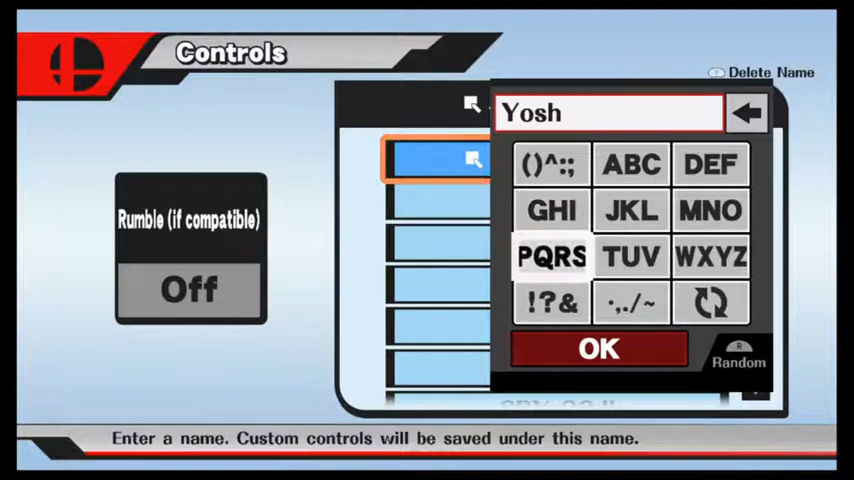 Controls
Y Delete Name
Yosh
Rumble (if compatible)
Off
()^:; ABC DEF
GHI JKL MNO
PQRS TUV WXYZ
!?& ·,./~
OK
R
Random
Enter a name. Custom controls will be saved under this name.